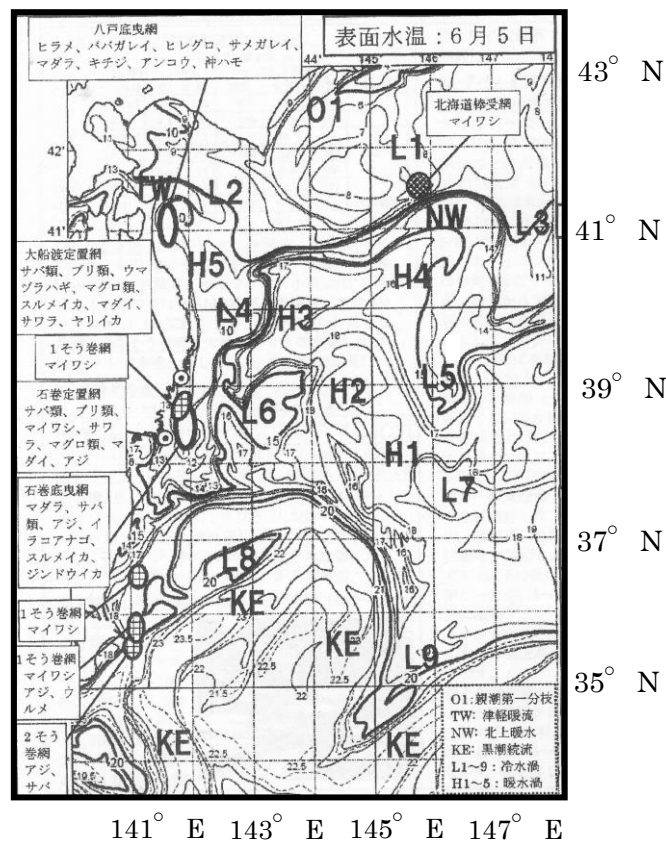 八戸底曳網
ヒラメ、ババガレイ、ヒレグロ、サメガレイ、
マダラ、キチジ、アンコウ、沖ハモ
表面水温:6月5日
北海道棒受網
マイワシ
大船渡定置網
サバ類、ブリ類、ウマ
ヅラハギ、マグロ類、
スルメイカ、マダイ、
サワラ、ヤリイカ
1そう巻網
マイワシ
石巻定置網
サバ類、ブリ類、
マイワシ、サワ
ラ、マグロ類、マ
ダイ、アジ
石巻底曳網
マダラ、サバ
類、アジ、イ
ラコアナゴ、
スルメイカ、
ジンドウイカ
1そう巻網
マイワシ
1そう巻網
マイワシ
アジ、ウ
ルメ
2そう
巻網
アジ、サバ
O1:親潮第一分枝
TW:津軽暖流
NW:北上暖水
KE:黒潮続流
L1~9:冷水渦
H1~5:暖水渦
44'
145'
146'
147'
148'
42'
41'
O1
L1
TW
L2
NW
L3
H5
H4
L4
H3
L5
H2
L6
H1
L7
L8
KE
KE
L9
KE
KE
43° N
41° N
39° N
37° N
35° N
141° E
143° E
145° E
147° E